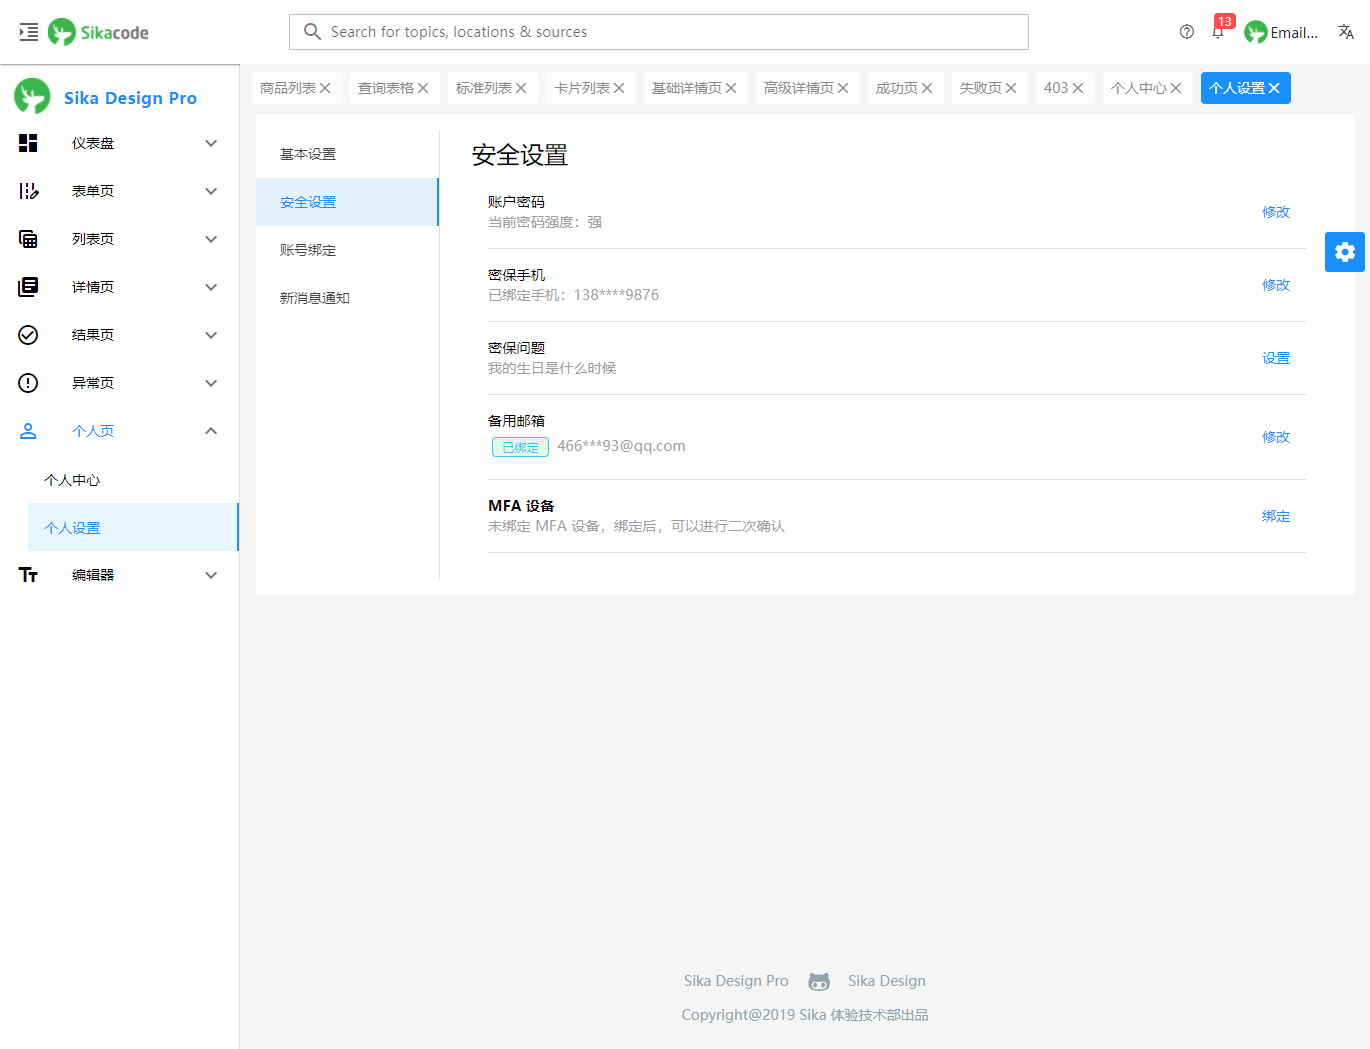 Sikacode
Search for topics, locations & sources
13
Email...
Sika Design Pro
仪表盘
表单页
列表页
详情页
结果页
异常页
个人页
个人中心
个人设置
编辑器
商品列表 查询表格 标准列表 卡片列表 基础详情页 高级详情页 成功页 失败页 403 个人中心 个人设置
基本设置
安全设置
账号绑定
新消息通知
安全设置
账户密码
当前密码强度：强
修改
密保手机
已绑定手机：138****9876
修改
密保问题
我的生日是什么时候
设置
备用邮箱
已绑定 466***93@qq.com
修改
MFA 设备
未绑定 MFA 设备，绑定后，可以进行二次确认
绑定
Sika Design Pro Sika Design
Copyright@2019 Sika 体验技术部出品